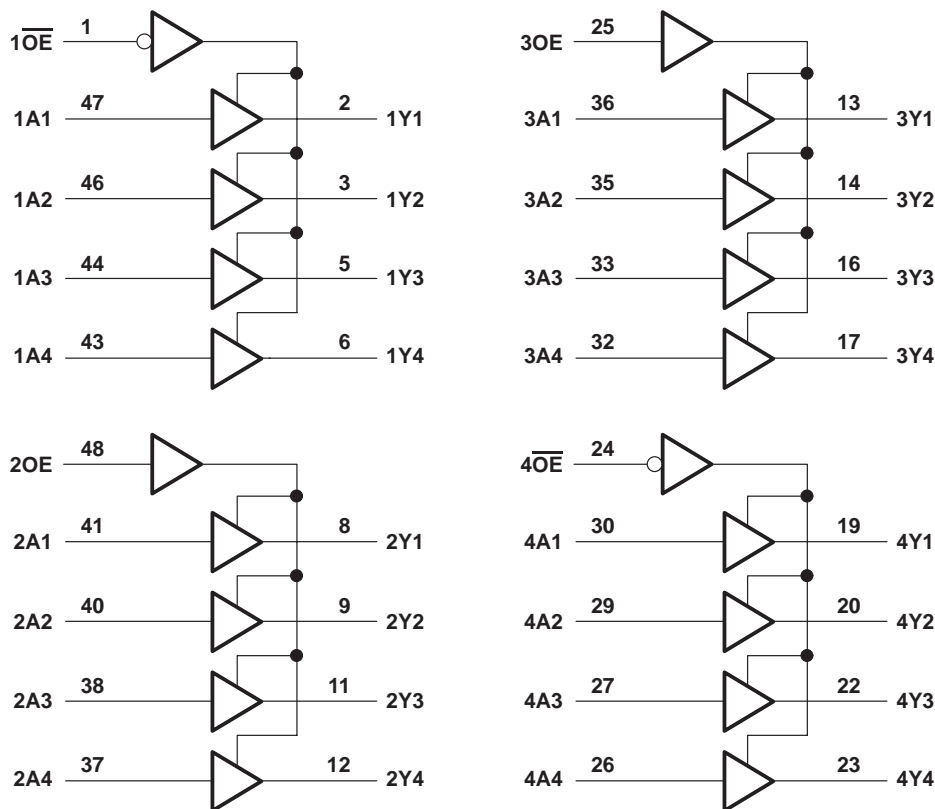 1O̅E̅ 1
1A1 47 2 1Y1
1A2 46 3 1Y2
1A3 44 5 1Y3
1A4 43 6 1Y4
3OE 25
3A1 36 13 3Y1
3A2 35 14 3Y2
3A3 33 16 3Y3
3A4 32 17 3Y4
2OE 48
2A1 41 8 2Y1
2A2 40 9 2Y2
2A3 38 11 2Y3
2A4 37 12 2Y4
4O̅E̅ 24
4A1 30 19 4Y1
4A2 29 20 4Y2
4A3 27 22 4Y3
4A4 26 23 4Y4